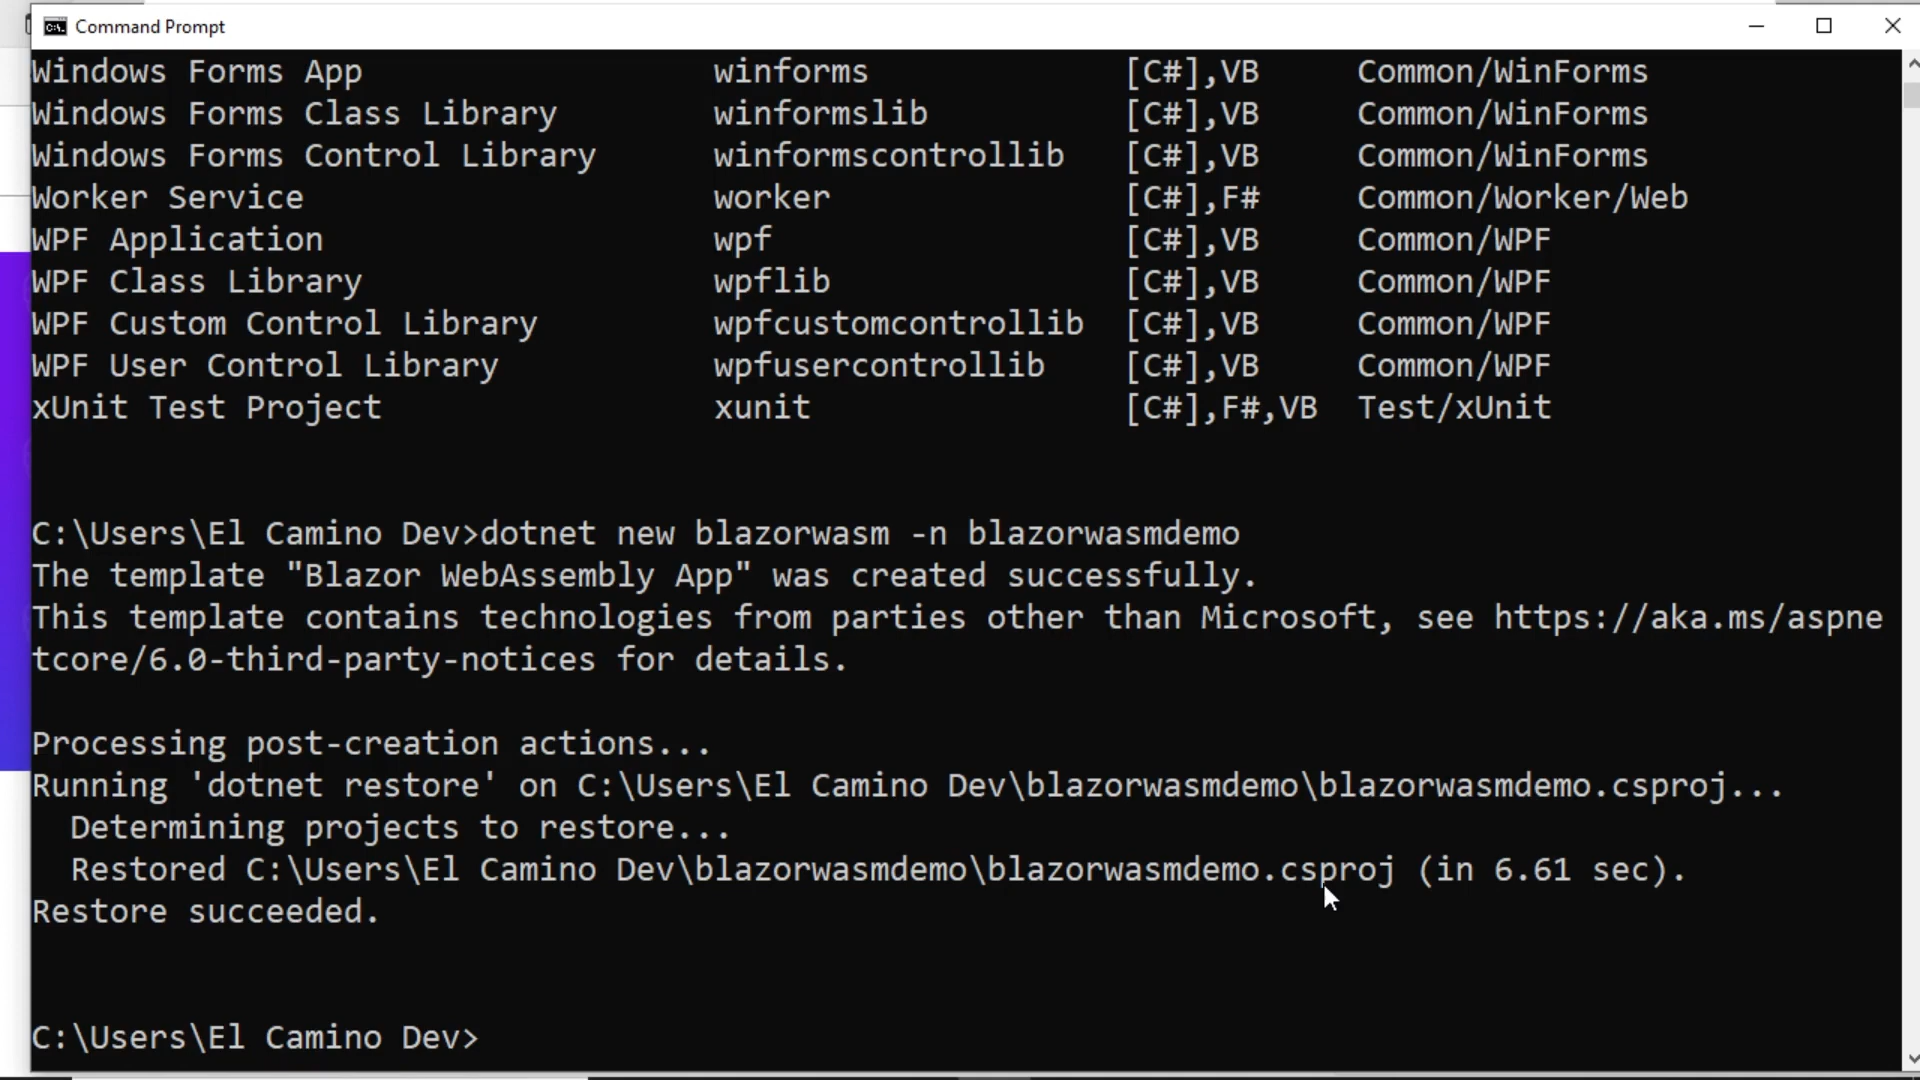 Command Prompt
Windows Forms App winforms [C#],VB Common/WinForms
Windows Forms Class Library winformslib [C#],VB Common/WinForms
Windows Forms Control Library winformscontrollib [C#],VB Common/WinForms
Worker Service worker [C#],F# Common/Worker/Web
WPF Application wpf [C#],VB Common/WPF
WPF Class Library wpflib [C#],VB Common/WPF
WPF Custom Control Library wpfcustomcontrollib [C#],VB Common/WPF
WPF User Control Library wpfusercontrollib [C#],VB Common/WPF
xUnit Test Project xunit [C#],F#,VB Test/xUnit
C:\Users\El Camino Dev>dotnet new blazorwasm -n blazorwasmdemo
The template "Blazor WebAssembly App" was created successfully.
This template contains technologies from parties other than Microsoft, see https://aka.ms/aspne
tcore/6.0-third-party-notices for details.
Processing post-creation actions...
Running 'dotnet restore' on C:\Users\El Camino Dev\blazorwasmdemo\blazorwasmdemo.csproj...
Determining projects to restore...
Restored C:\Users\El Camino Dev\blazorwasmdemo\blazorwasmdemo.csproj (in 6.61 sec).
Restore succeeded.
C:\Users\El Camino Dev>